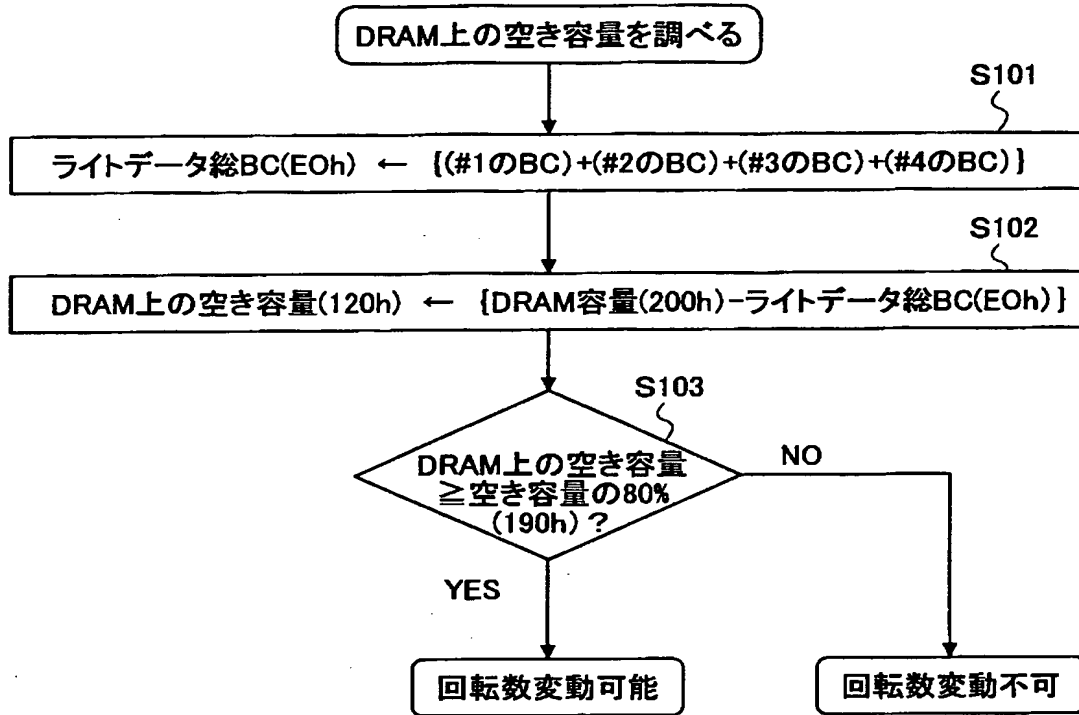 DRAM上の空き容量を調べる
S101
ライトデータ総BC(E0h) ← {(#1のBC)+(#2のBC)+(#3のBC)+(#4のBC)}
S102
DRAM上の空き容量(120h) ← {DRAM容量(200h)-ライトデータ総BC(E0h)}
S103
DRAM上の空き容量
≧空き容量の80%
(190h)?
NO
YES
回転数変動可能
回転数変動不可